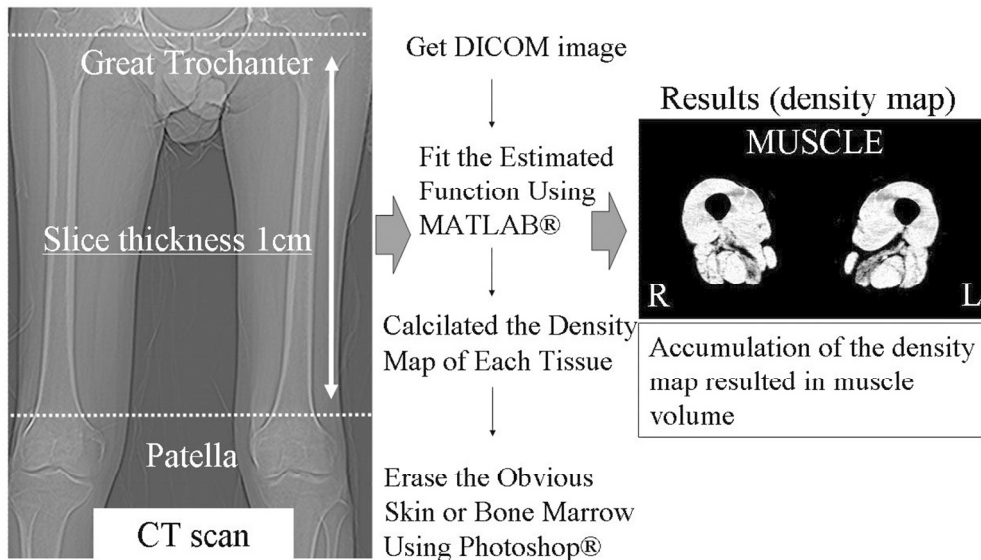 Great Trochanter
Slice thickness 1cm
Patella
CT scan
Get DICOM image
Fit the Estimated
Function Using
MATLAB®
Calcilated the Density
Map of Each Tissue
Erase the Obvious
Skin or Bone Marrow
Using Photoshop®
Results (density map)
MUSCLE
R
L
Accumulation of the density
map resulted in muscle
volume